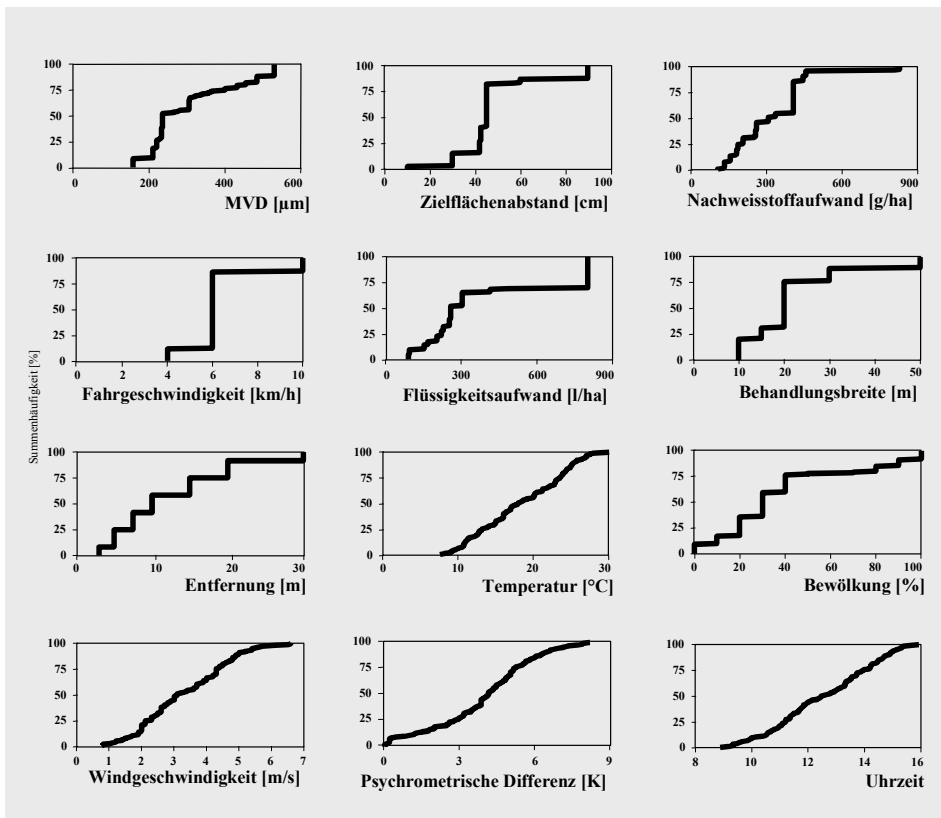 Summenhäufigkeit [%]
100
75
50
25
0
0 200 400 600
MVD [µm]
100
75
50
25
0
0 20 40 60 80 100
Zielflächenabstand [cm]
100
75
50
25
0
0 300 600 900
Nachweisstoffaufwand [g/ha]
100
75
50
25
0
0 2 4 6 8 10
Fahrgeschwindigkeit [km/h]
100
75
50
25
0
0 300 600 900
Flüssigkeitsaufwand [l/ha]
100
75
50
25
0
0 10 20 30 40 50
Behandlungsbreite [m]
100
75
50
25
0
0 10 20 30
Entfernung [m]
100
75
50
25
0
0 10 20 30
Temperatur [°C]
100
75
50
25
0
0 20 40 60 80 100
Bewölkung [%]
100
75
50
25
0
0 1 2 3 4 5 6 7
Windgeschwindigkeit [m/s]
100
75
50
25
0
0 3 6 9
Psychrometrische Differenz [K]
100
75
50
25
0
8 10 12 14 16
Uhrzeit